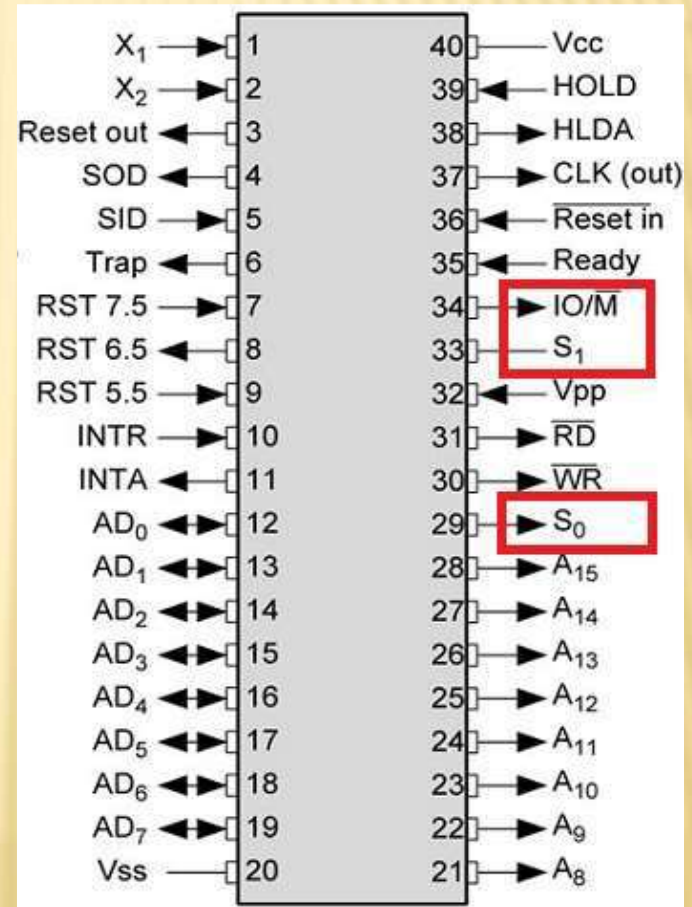 X₁ 1 40 Vcc
X₂ 2 39 HOLD
Reset out 3 38 HLDA
SOD 4 37 CLK (out)
SID 5 36 R̅e̅s̅e̅t̅ ̅i̅n̅
Trap 6 35 Ready
RST 7.5 7 34 IO/M̅
RST 6.5 8 33 S₁
RST 5.5 9 32 Vpp
INTR 10 31 R̅D̅
INTA 11 30 W̅R̅
AD₀ 12 29 S₀
AD₁ 13 28 A₁₅
AD₂ 14 27 A₁₄
AD₃ 15 26 A₁₃
AD₄ 16 25 A₁₂
AD₅ 17 24 A₁₁
AD₆ 18 23 A₁₀
AD₇ 19 22 A₉
Vss 20 21 A₈